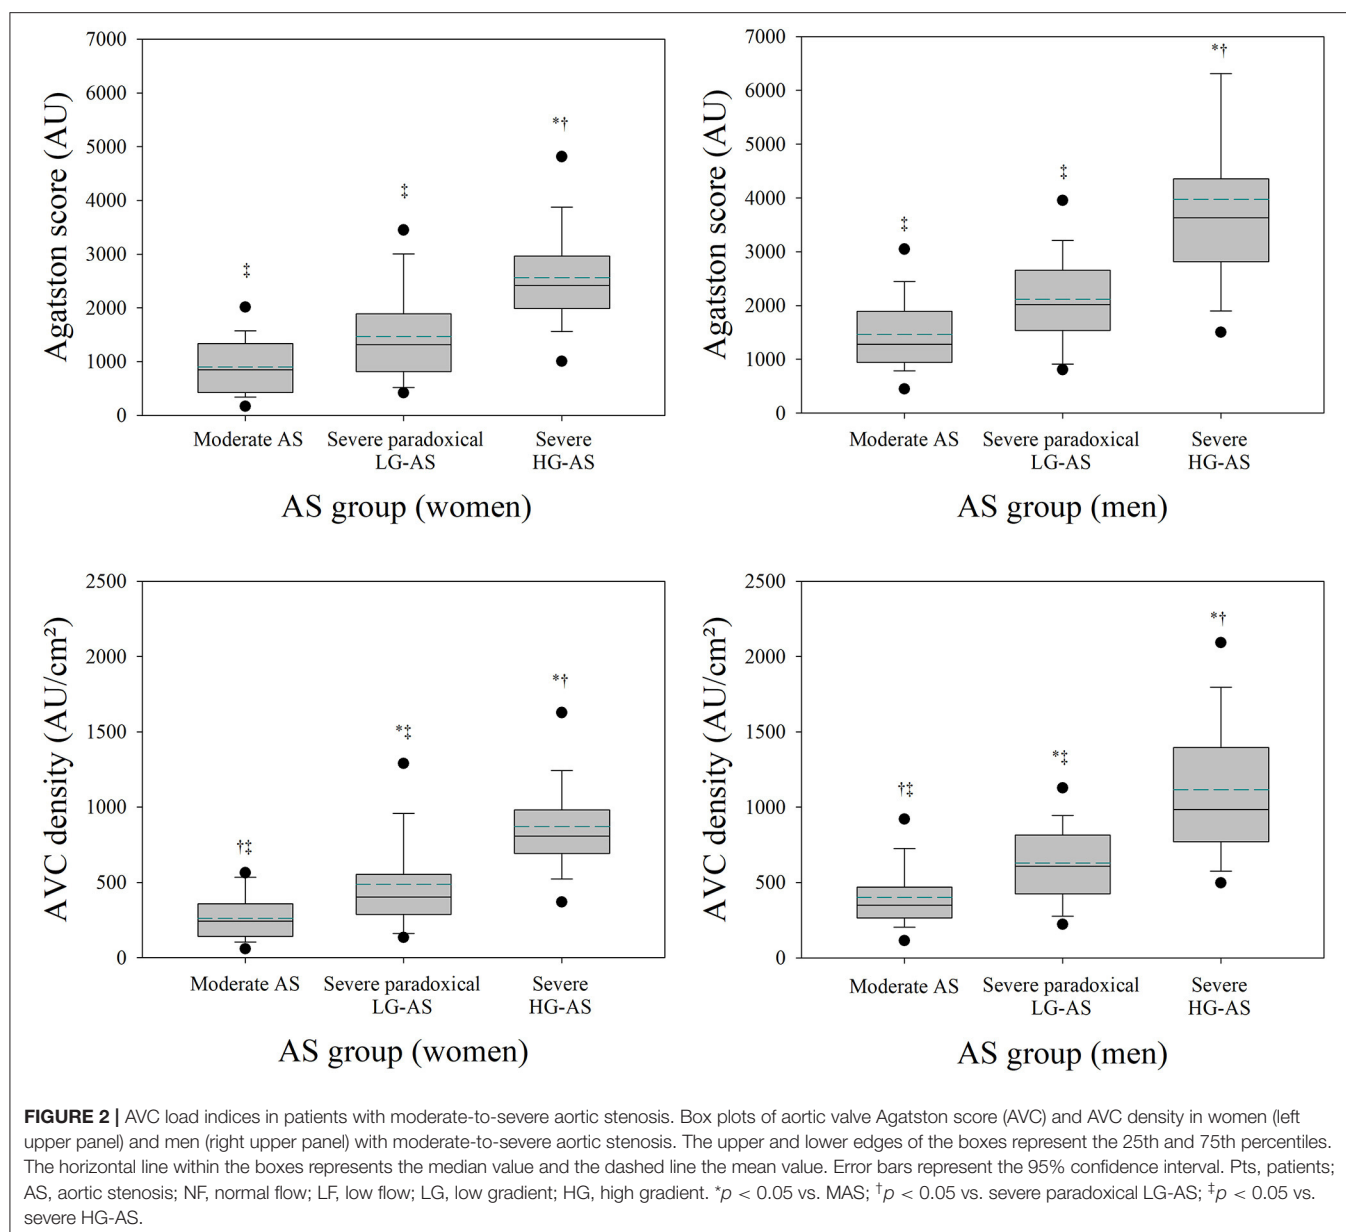 7000
6000
5000
4000
3000
2000
1000
0
Agatston score (AU)
‡
‡
*†
Moderate AS
Severe paradoxical
LG-AS
Severe
HG-AS
AS group (women)
7000
6000
5000
4000
3000
2000
1000
0
Agatston score (AU)
‡
‡
*†
Moderate AS
Severe paradoxical
LG-AS
Severe
HG-AS
AS group (men)
2500
2000
1500
1000
500
0
AVC density (AU/cm²)
†‡
*‡
*†
Moderate AS
Severe paradoxical
LG-AS
Severe
HG-AS
AS group (women)
2500
2000
1500
1000
500
0
AVC density (AU/cm²)
†‡
*‡
*†
Moderate AS
Severe paradoxical
LG-AS
Severe
HG-AS
AS group (men)
FIGURE 2 | AVC load indices in patients with moderate-to-severe aortic stenosis. Box plots of aortic valve Agatston score (AVC) and AVC density in women (left
upper panel) and men (right upper panel) with moderate-to-severe aortic stenosis. The upper and lower edges of the boxes represent the 25th and 75th percentiles.
The horizontal line within the boxes represents the median value and the dashed line the mean value. Error bars represent the 95% confidence interval. Pts, patients;
AS, aortic stenosis; NF, normal flow; LF, low flow; LG, low gradient; HG, high gradient. *p < 0.05 vs. MAS; †p < 0.05 vs. severe paradoxical LG-AS; ‡p < 0.05 vs.
severe HG-AS.